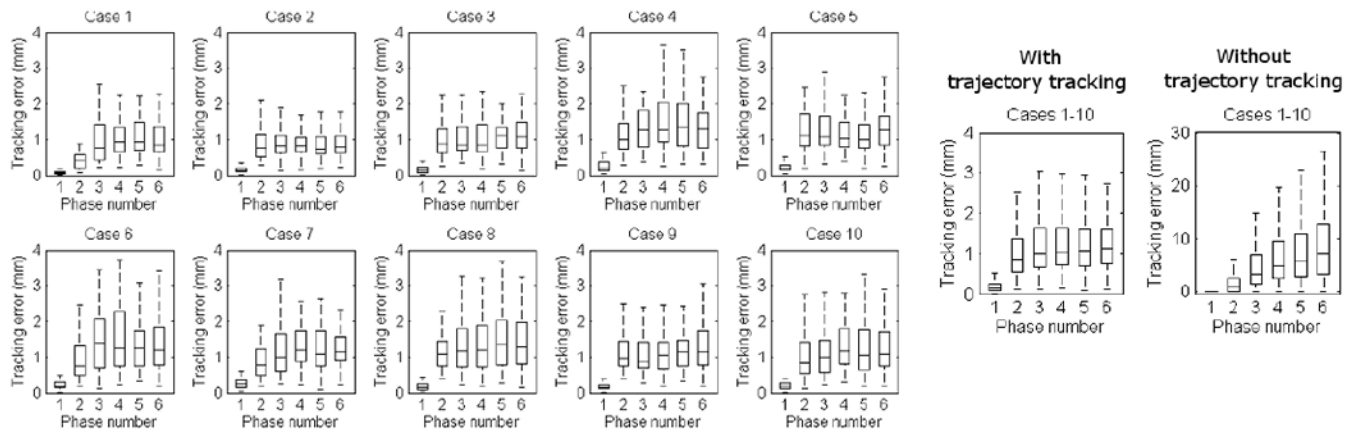 Case 1
4
3
2
1
0
Tracking error (mm)
1 2 3 4 5 6
Phase number
Case 2
4
3
2
1
0
Tracking error (mm)
1 2 3 4 5 6
Phase number
Case 3
4
3
2
1
0
Tracking error (mm)
1 2 3 4 5 6
Phase number
Case 4
4
3
2
1
0
Tracking error (mm)
1 2 3 4 5 6
Phase number
Case 5
4
3
2
1
0
Tracking error (mm)
1 2 3 4 5 6
Phase number
Case 6
4
3
2
1
0
Tracking error (mm)
1 2 3 4 5 6
Phase number
Case 7
4
3
2
1
0
Tracking error (mm)
1 2 3 4 5 6
Phase number
Case 8
4
3
2
1
0
Tracking error (mm)
1 2 3 4 5 6
Phase number
Case 9
4
3
2
1
0
Tracking error (mm)
1 2 3 4 5 6
Phase number
Case 10
4
3
2
1
0
Tracking error (mm)
1 2 3 4 5 6
Phase number
With
trajectory tracking
Cases 1-10
4
3
2
1
0
Tracking error (mm)
1 2 3 4 5 6
Phase number
Without
trajectory tracking
Cases 1-10
30
20
10
0
Tracking error (mm)
1 2 3 4 5 6
Phase number